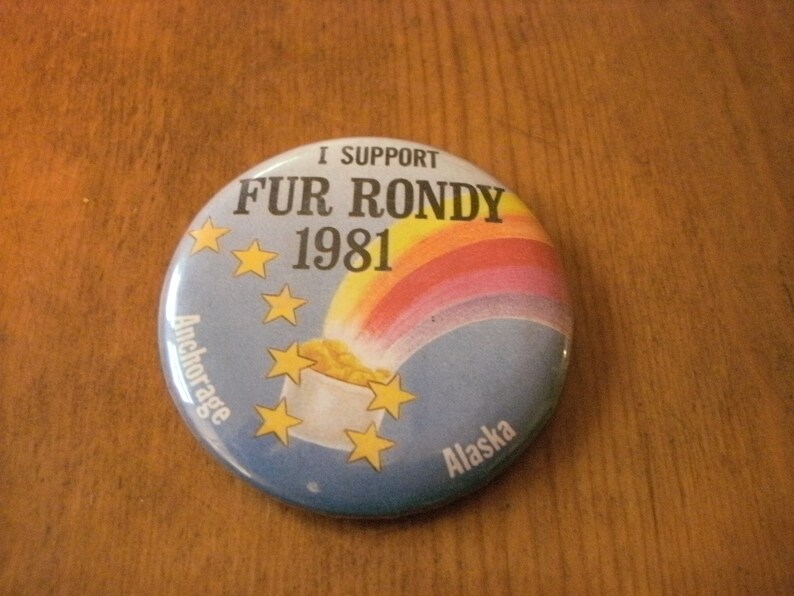 I SUPPORT
FUR RONDY
1981
Anchorage
Alaska